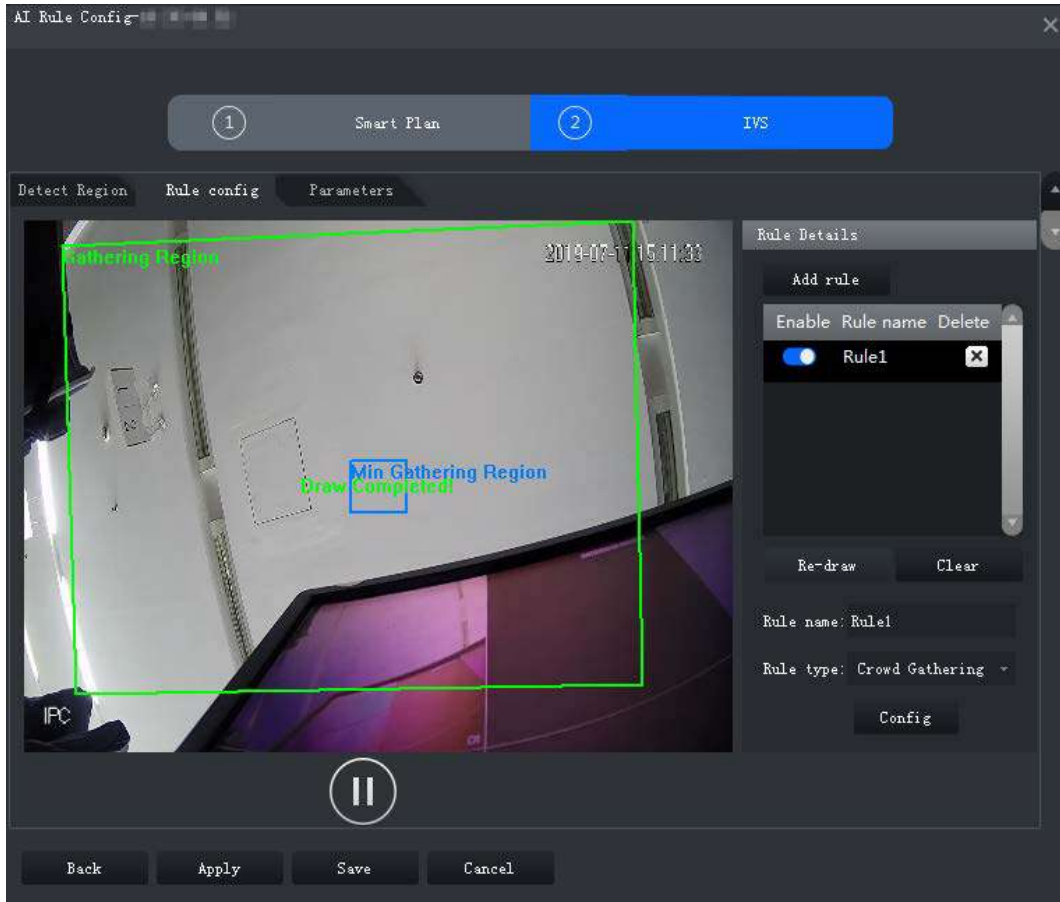 AI Rule Config-
1 Smart Plan 2 IVS
Detect Region Rule config Parameters
Gathering Region
2019-07-11 15:11:33
Min Gathering Region
Draw Completed!
IPC
Rule Details
Add rule
Enable Rule name Delete
Rule1
Re-draw Clear
Rule name: Rule1
Rule type: Crowd Gathering
Config
Back Apply Save Cancel